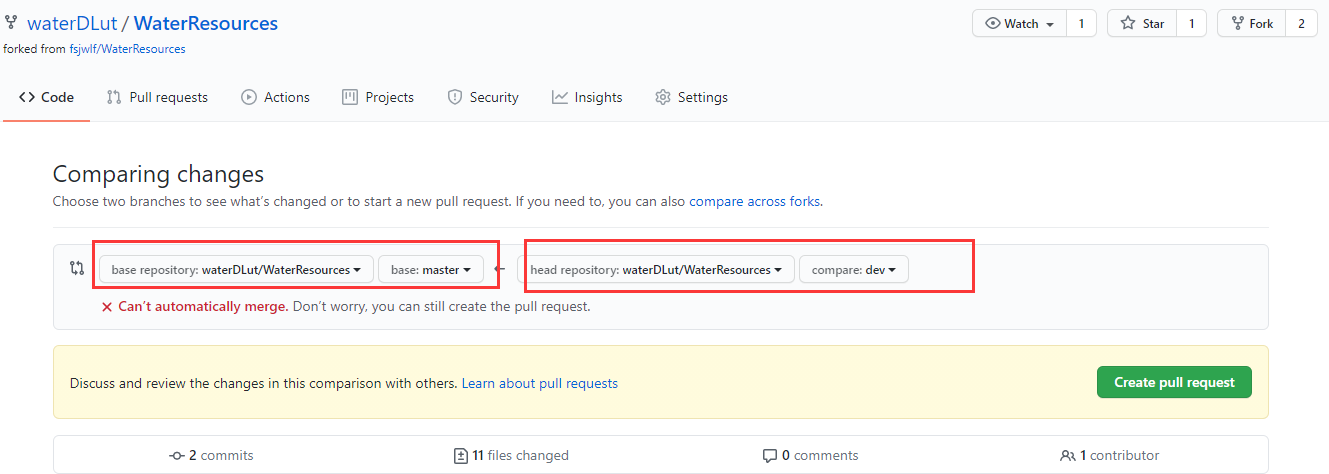 waterDLut / WaterResources
Watch 1 Star 1 Fork 2
forked from fsjwlf/WaterResources
Code Pull requests Actions Projects Security Insights Settings
Comparing changes
Choose two branches to see what's changed or to start a new pull request. If you need to, you can also compare across forks.
base repository: waterDLut/WaterResources base: master head repository: waterDLut/WaterResources compare: dev
Can't automatically merge. Don't worry, you can still create the pull request.
Discuss and review the changes in this comparison with others. Learn about pull requests
Create pull request
2 commits 11 files changed 0 comments 1 contributor